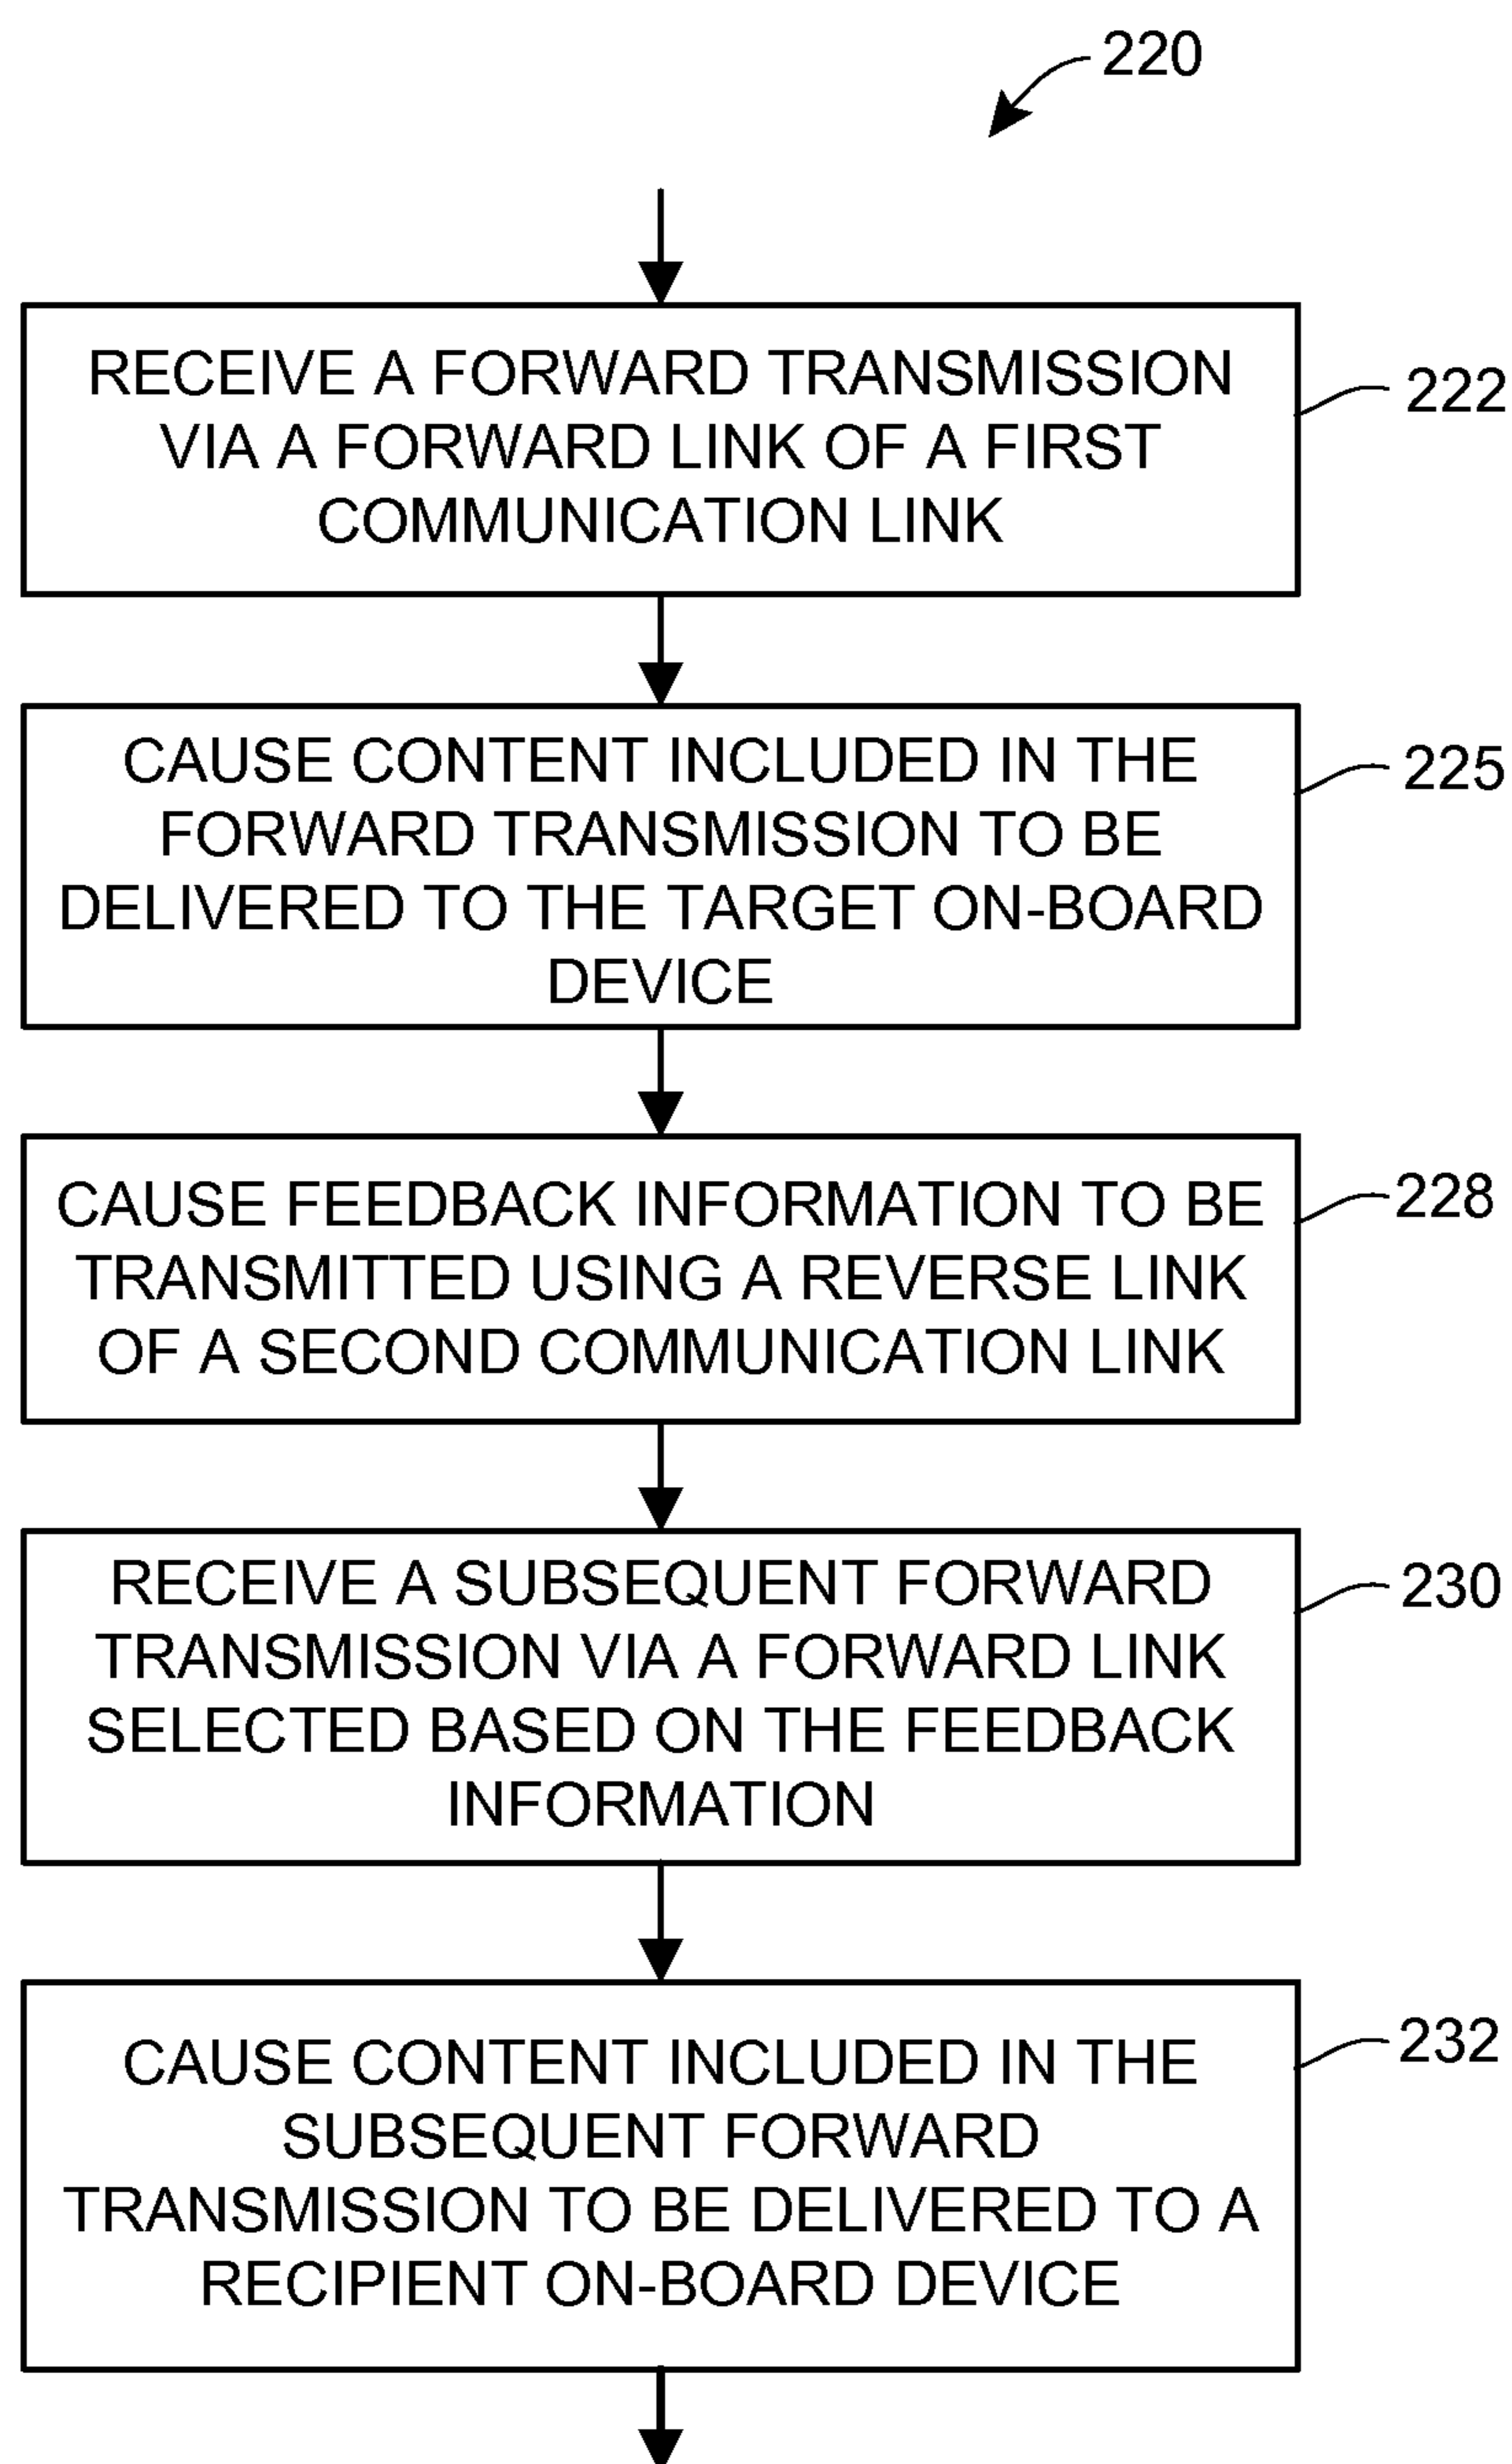 220
RECEIVE A FORWARD TRANSMISSION
VIA A FORWARD LINK OF A FIRST
COMMUNICATION LINK
222
CAUSE CONTENT INCLUDED IN THE
FORWARD TRANSMISSION TO BE
DELIVERED TO THE TARGET ON-BOARD
DEVICE
225
CAUSE FEEDBACK INFORMATION TO BE
TRANSMITTED USING A REVERSE LINK
OF A SECOND COMMUNICATION LINK
228
RECEIVE A SUBSEQUENT FORWARD
TRANSMISSION VIA A FORWARD LINK
SELECTED BASED ON THE FEEDBACK
INFORMATION
230
CAUSE CONTENT INCLUDED IN THE
SUBSEQUENT FORWARD
TRANSMISSION TO BE DELIVERED TO A
RECIPIENT ON-BOARD DEVICE
232